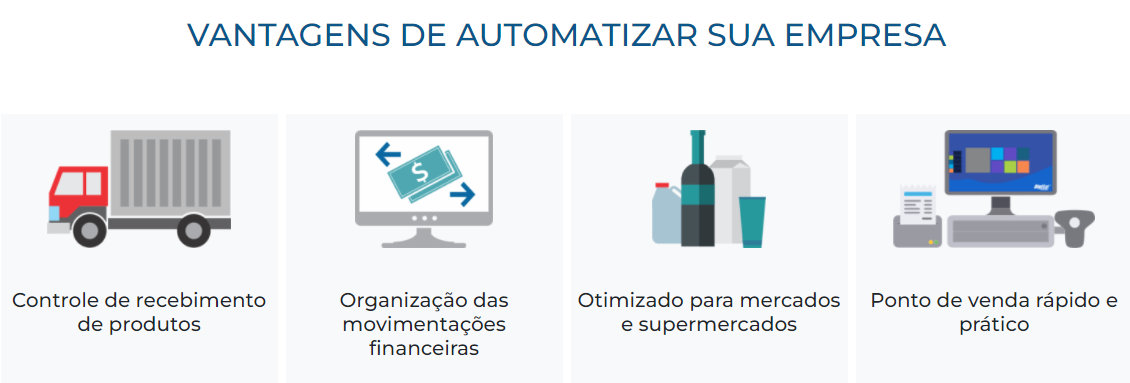 VANTAGENS DE AUTOMATIZAR SUA EMPRESA
$
Controle de recebimento
de produtos
Organização das
movimentações
financeiras
Otimizado para mercados
e supermercados
Ponto de venda rápido e
prático